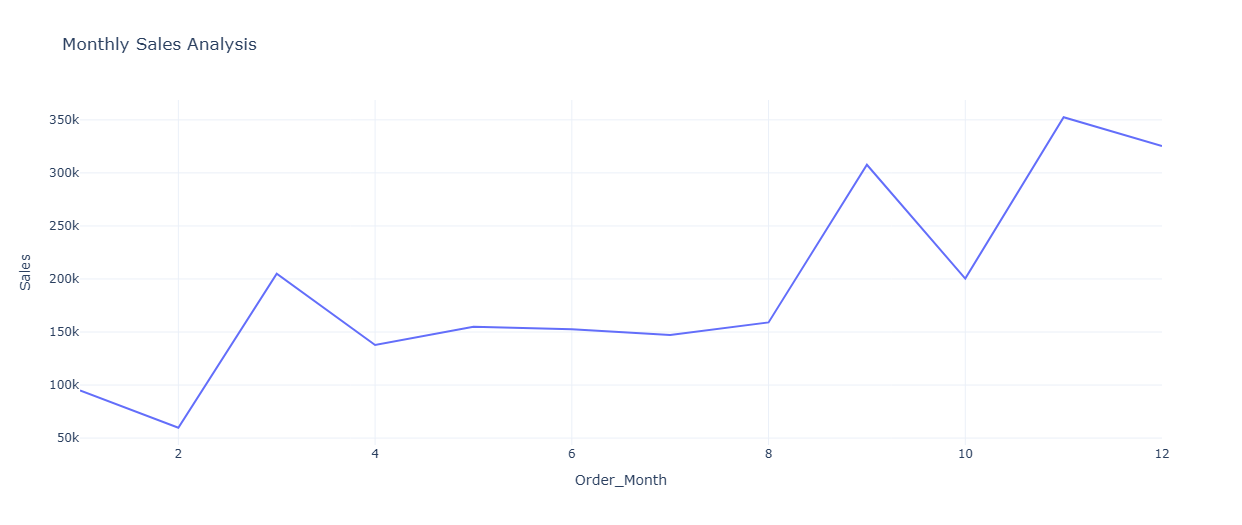 Monthly Sales Analysis
350k
300k
250k
200k
150k
100k
50k
Sales
2 4 6 8 10 12
Order_Month